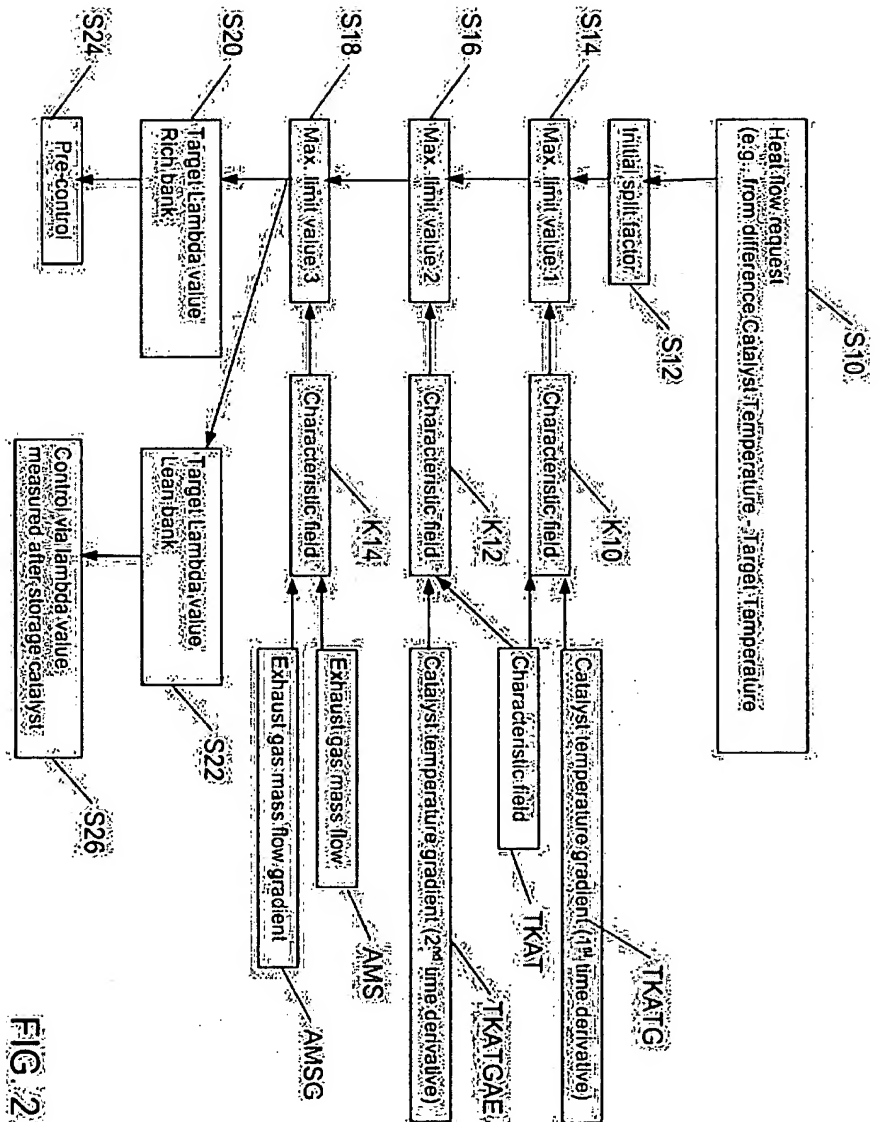 S10
Heat flow request
(e.g., from difference Catalyst Temperature - Target Temperature
S12
Initial split factor
S14
Max. limit value 1
Characteristic field
K10
Catalyst temperature gradient (1st time derivative)
TKATG
Characteristic field
TKAT
S16
Max. limit value 2
Characteristic field
K12
Catalyst temperature gradient (2nd time derivative)
TKATGAE
S18
Max. limit value 3
Characteristic field
K14
Exhaust gas mass flow
AMS
Exhaust gas mass flow gradient
AMSG
S20
Target Lambda value
Rich bank
Target Lambda value
Lean bank
S22
S24
Pre-control
Control via lambda value
measured after storage catalyst
S26
FIG. 2